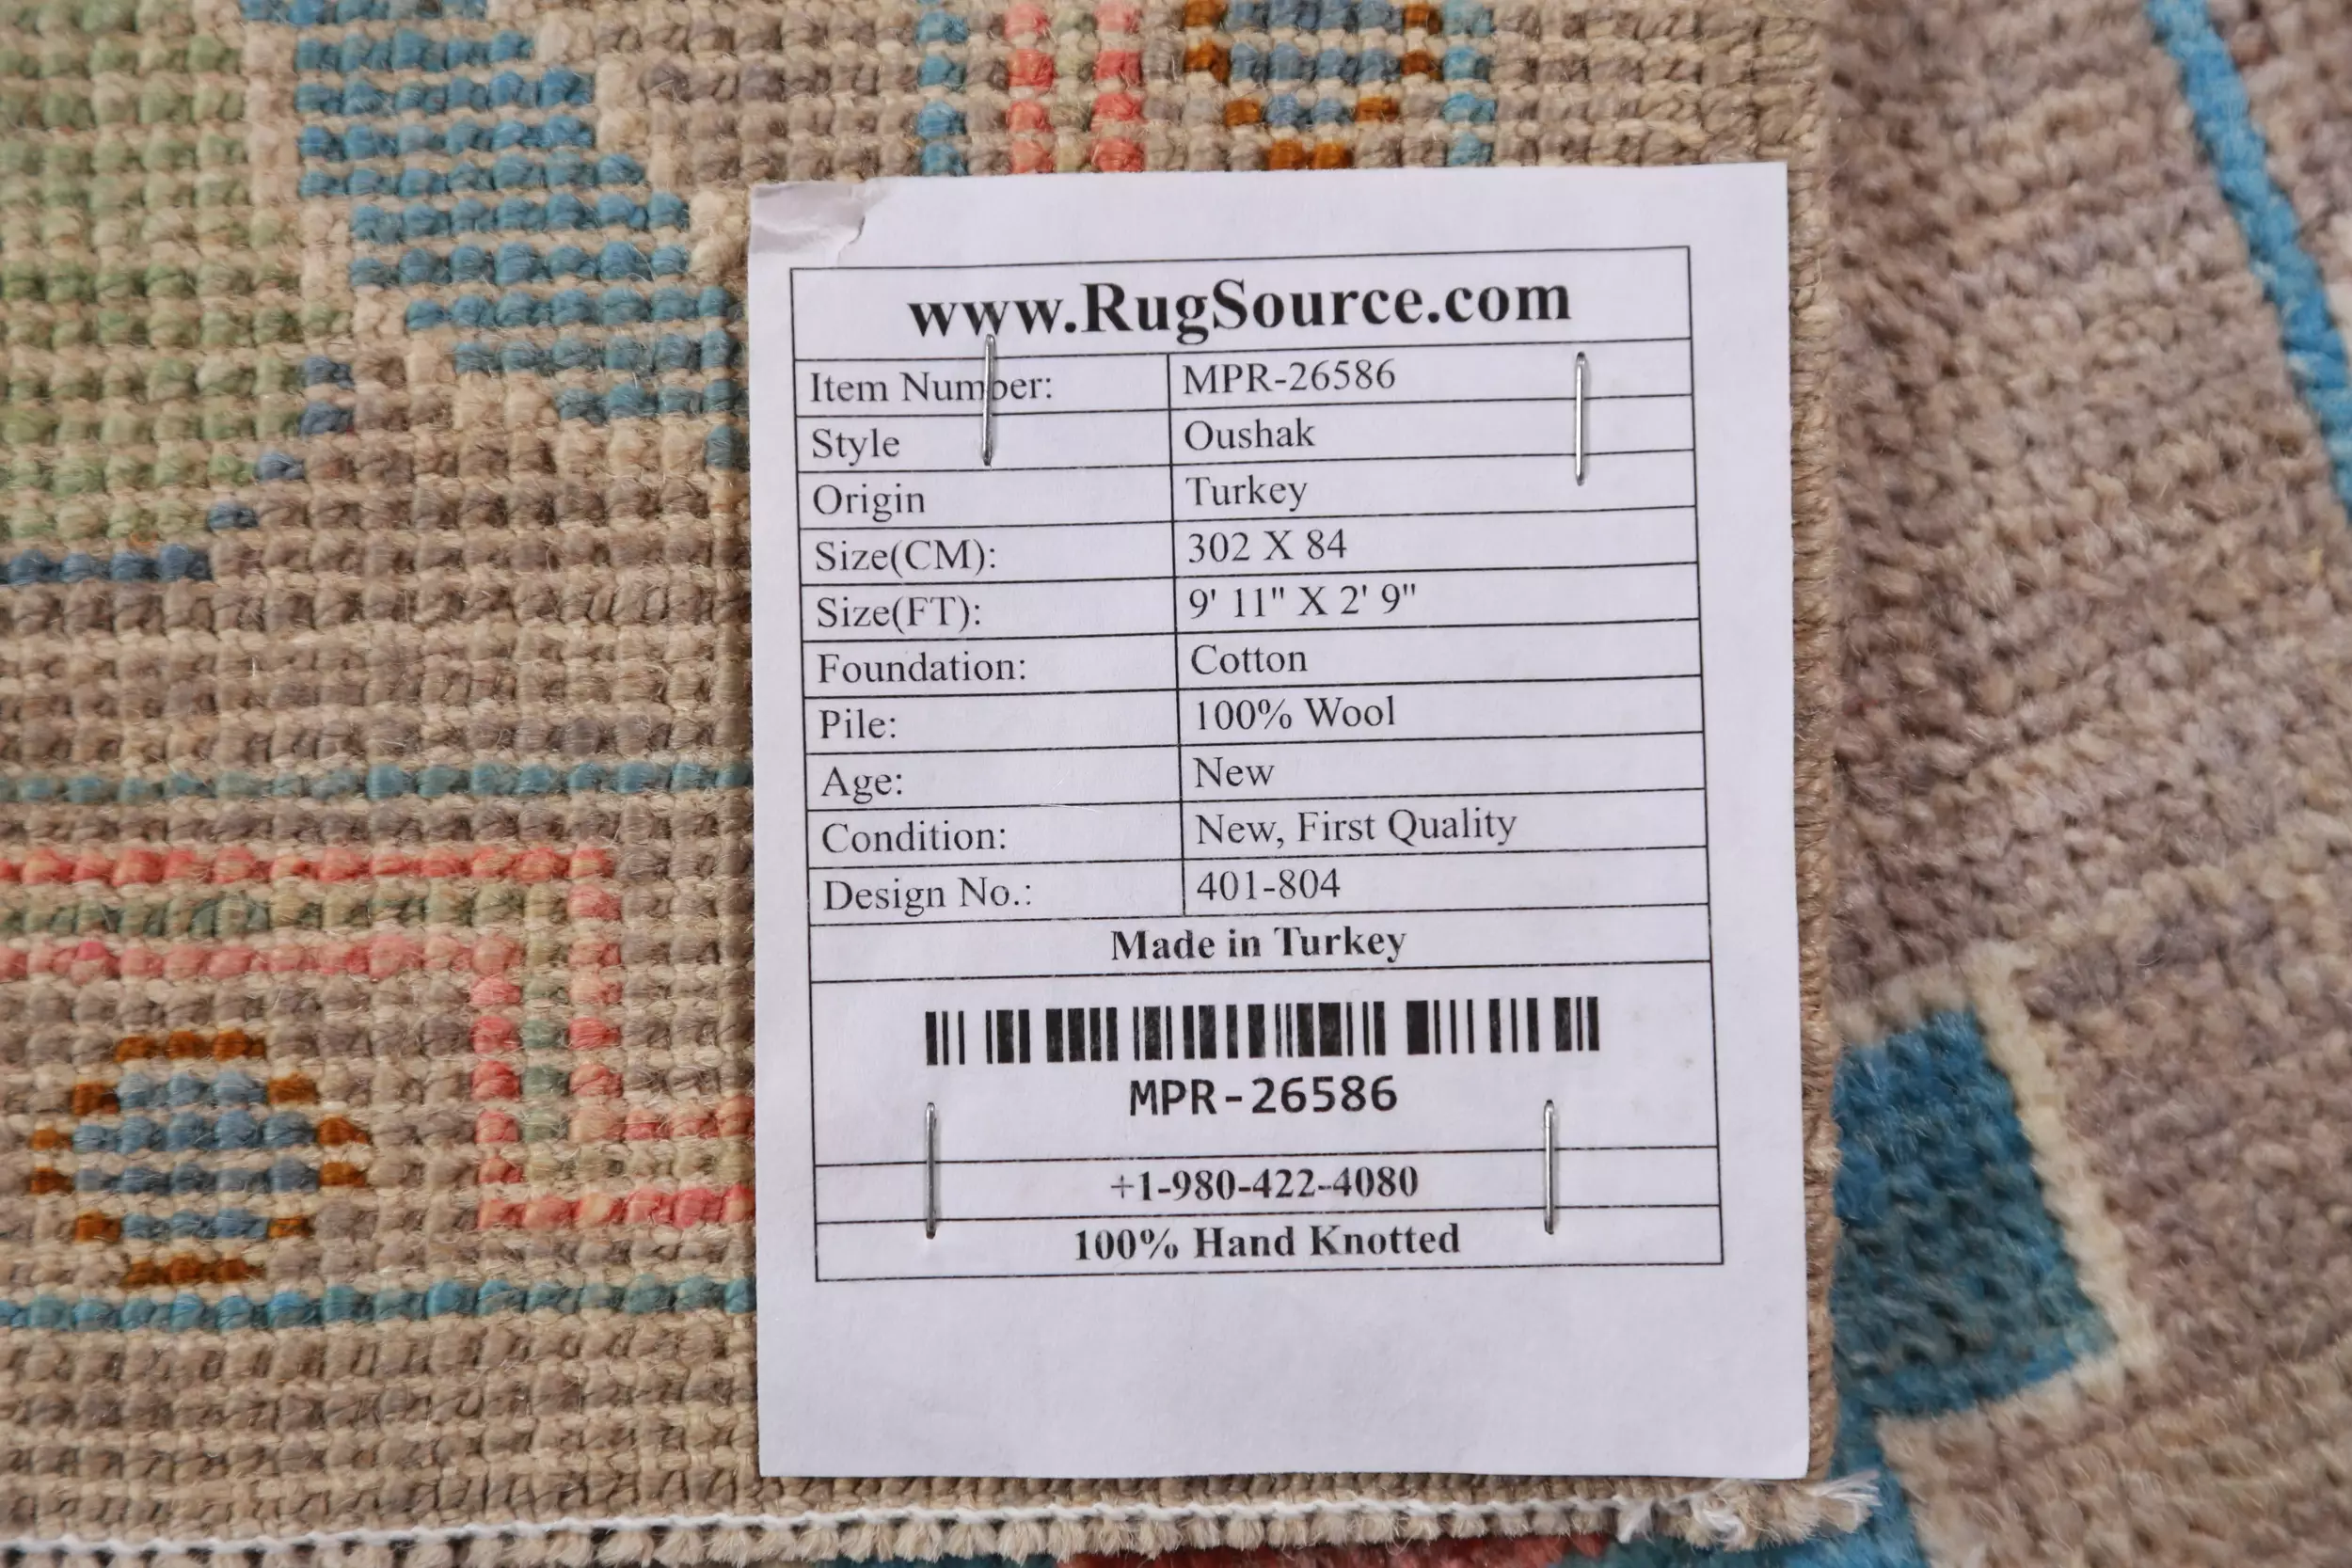 www.RugSource.com
Item Number: MPR-26586
Style Oushak
Origin Turkey
Size(CM): 302 X 84
Size(FT): 9' 11" X 2' 9"
Foundation: Cotton
Pile: 100% Wool
Age: New
Condition: New, First Quality
Design No.: 401-804
Made in Turkey
MPR-26586
+1-980-422-4080
100% Hand Knotted